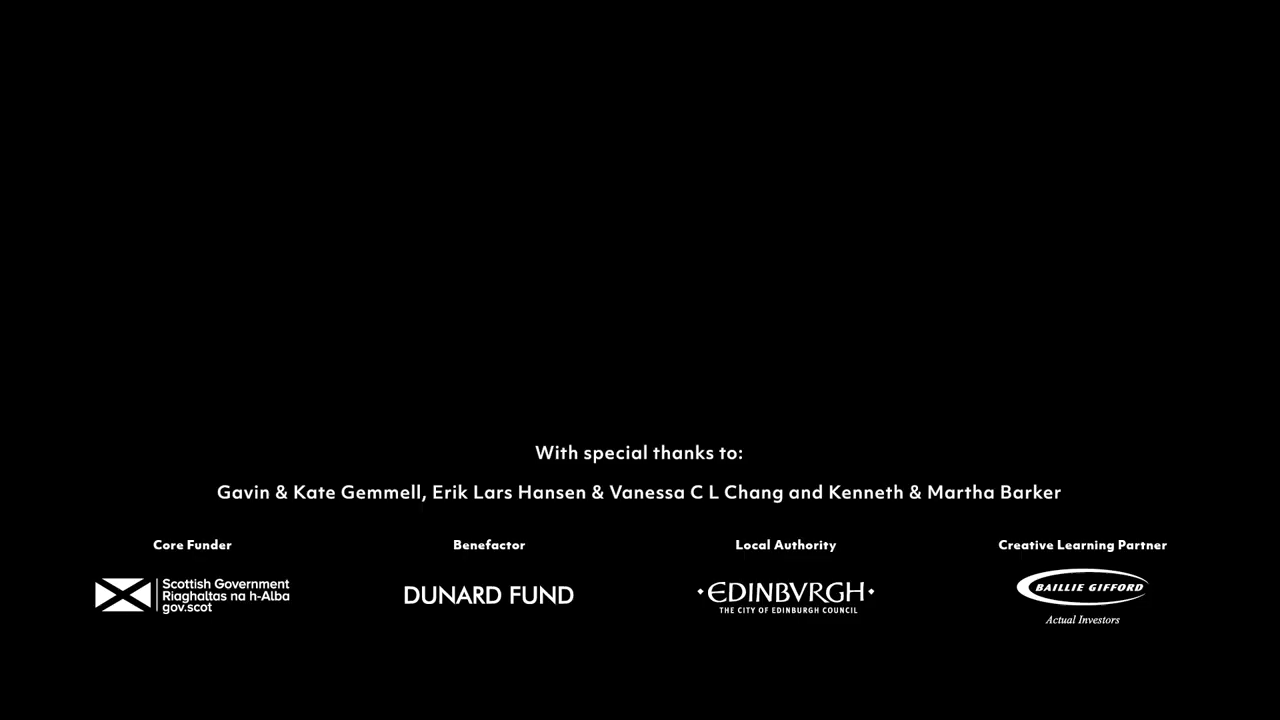 With special thanks to:
Gavin & Kate Gemmell, Erik Lars Hansen & Vanessa C L Chang and Kenneth & Martha Barker
Core Funder
Benefactor
Local Authority
Creative Learning Partner
Scottish Government
Riaghaltas na h-Alba
gov.scot
DUNARD FUND
EDINBVRGH
THE CITY OF EDINBURGH COUNCIL
BAILLIE GIFFORD
Actual Investors